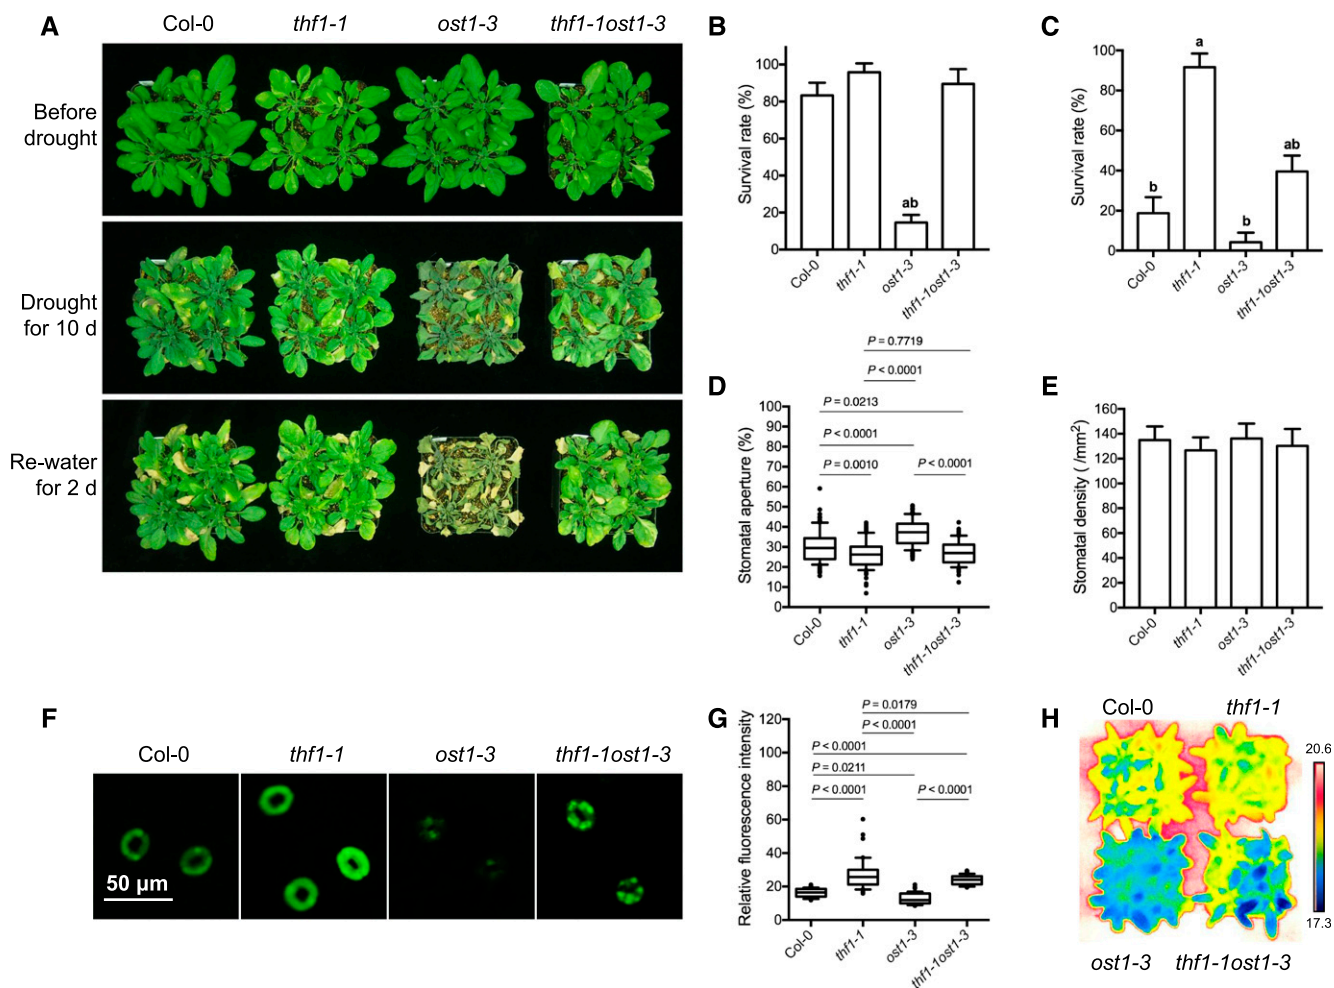 A
Col-0
thf1-1
ost1-3
thf1-1ost1-3
Before
drought
Drought
for 10 d
Re-water
for 2 d
B
Survival rate (%)
100
80
60
40
20
0
ab
Col-0
thf1-1
ost1-3
thf1-1ost1-3
C
Survival rate (%)
100
80
60
40
20
0
b
a
b
ab
Col-0
thf1-1
ost1-3
thf1-1ost1-3
D
Stomatal aperture (%)
P = 0.7719
P < 0.0001
P = 0.0213
P < 0.0001
P = 0.0010
P < 0.0001
100
90
80
70
60
50
40
30
20
10
0
Col-0
thf1-1
ost1-3
thf1-1ost1-3
E
Stomatal density ( /mm2)
160
140
120
100
80
60
40
20
0
Col-0
thf1-1
ost1-3
thf1-1ost1-3
F
Col-0
thf1-1
ost1-3
thf1-1ost1-3
50 µm
G
Relative fluorescence intensity
P = 0.0179
P < 0.0001
P < 0.0001
P = 0.0211
P < 0.0001
P < 0.0001
120
100
80
60
40
20
0
Col-0
thf1-1
ost1-3
thf1-1ost1-3
H
Col-0
thf1-1
20.6
17.3
ost1-3
thf1-1ost1-3